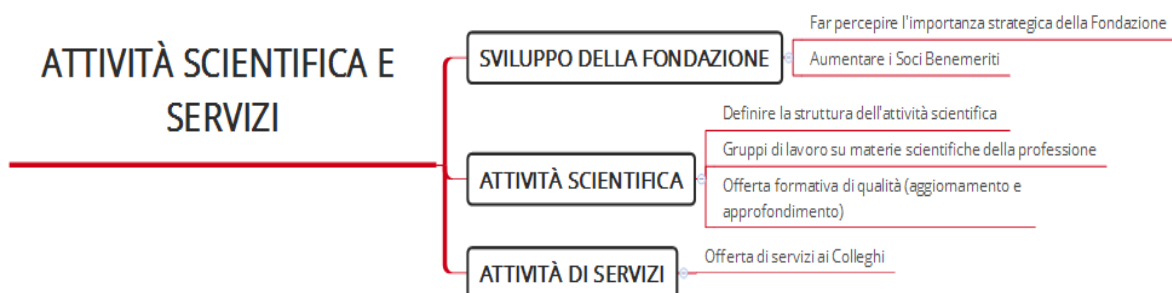 ATTIVITÀ SCIENTIFICA E
SERVIZI
SVILUPPO DELLA FONDAZIONE
Far percepire l'importanza strategica della Fondazione
Aumentare i Soci Benemeriti
ATTIVITÀ SCIENTIFICA
Definire la struttura dell'attività scientifica
Gruppi di lavoro su materie scientifiche della professione
Offerta formativa di qualità (aggiornamento e
approfondimento)
ATTIVITÀ DI SERVIZI
Offerta di servizi ai Colleghi